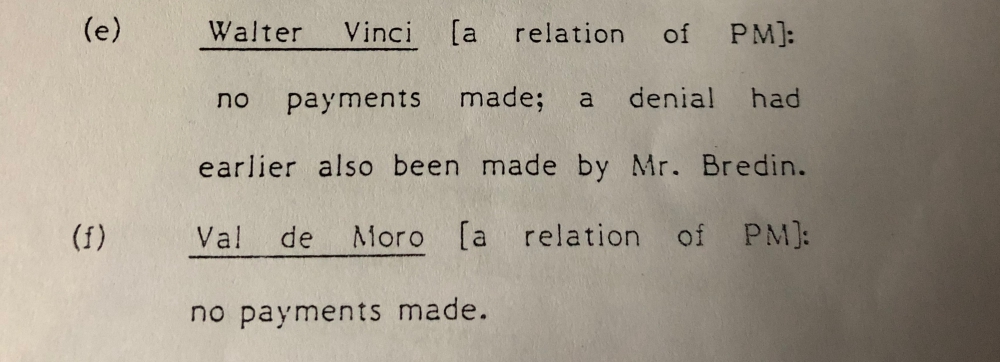 (e) Walter Vinci [a relation of PM]:
no payments made; a denial had
earlier also been made by Mr. Bredin.
(f) Val de Moro [a relation of PM]:
no payments made.